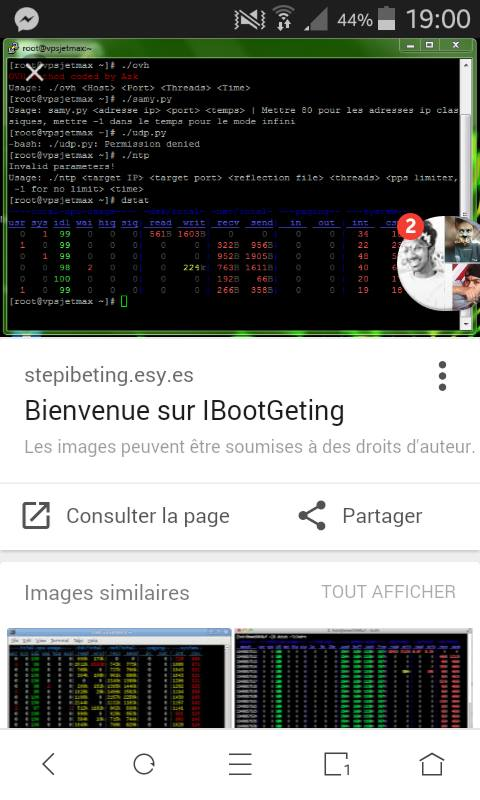 44% 19:00
root@vpsjetmax:~
[root@vpsjetmax ~]# ./ovh
OVH Method coded by Ask
Usage: ./ovh <Host> <Port> <Threads> <Time>
[root@vpsjetmax ~]# ./samy.py
Usage: samy.py <adresse ip> <port> <temps> | Mettre 80 pour les adresses ip clas
siques, mettre -1 dans le temps pour le mode infini
[root@vpsjetmax ~]# ./udp.py
-bash: ./udp.py: Permission denied
[root@vpsjetmax ~]# ./ntp
Invalid parameters!
Usage: ./ntp <target IP> <target port> <reflection file> <threads> <pps limiter,
-1 for no limit> <time>
[root@vpsjetmax ~]# dstat
usr sys idl wai hiq siq read writ recv send in out int
0 1 99 0 0 0 561B 1603B 0 0 0 0 34
1 0 99 0 0 0 0 0 322B 956B 0 0 22
0 1 99 0 0 0 0 0 952B 1905B 0 0 48
0 0 98 2 0 0 0 224k 763B 1611B 0 0 40
0 0 100 0 0 0 0 0 192B 66B 0 0 20
1 0 99 0 0 0 0 0 266B 358B 0 0 19
[root@vpsjetmax ~]#
2
stepibeting.esy.es
Bienvenue sur IBootGeting
Les images peuvent être soumises à des droits d'auteur.
Consulter la page
Partager
Images similaires
TOUT AFFICHER
1